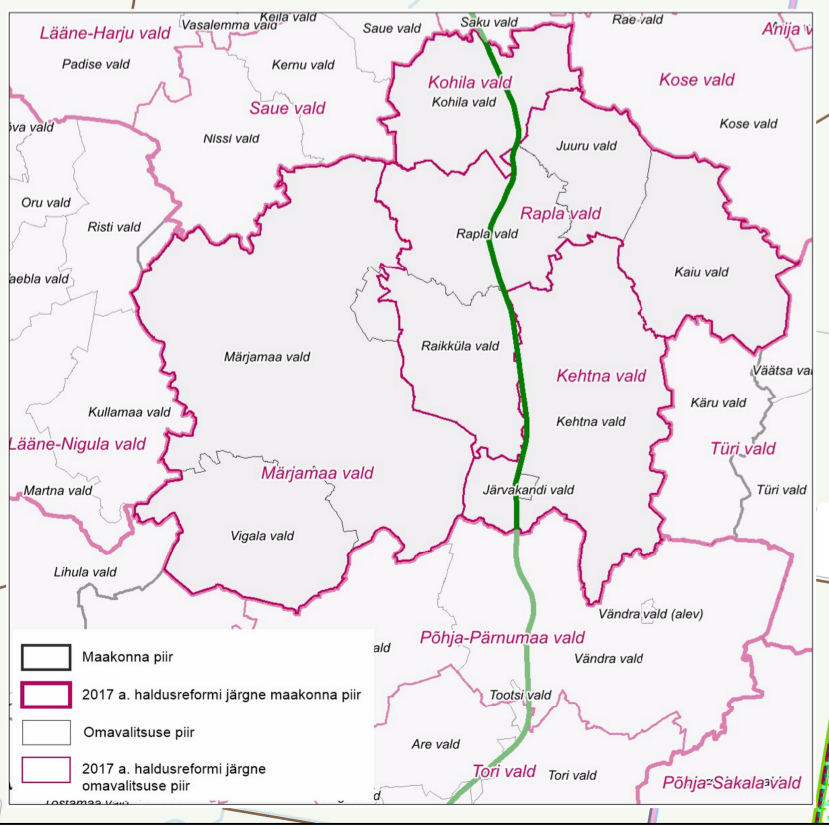 Keila vald
Saku vald
Rae vald
Vasalemma vald
Saue vald
Anija v
Lääne-Harju vald
Padise vald
Kernu vald
Kohila vald
Kohila vald
Kose vald
Saue vald
Kose vald
õva vald
Nissi vald
Juuru vald
Oru vald
Risti vald
Rapla vald
Rapla vald
aebla vald
Kaiu vald
Märjamaa vald
Raikküla vald
Kehtna vald
Väätsa va
Kullamaa vald
Käru vald
Kehtna vald
Lääne-Nigula vald
Türi vald
Märjamaa vald
Martna vald
Järvakandi vald
Türi vald
Vigala vald
Lihula vald
Vändra vald (alev)
Põhja-Pärnumaa vald
ald
Vändra vald
Tootsi vald
Are vald
Tori vald
Tori vald
Põhja-Sakala vald
Maakonna piir
2017 a. haldusreformi järgne maakonna piir
Omavalitsuse piir
2017 a. haldusreformi järgne
omavalitsuse piir